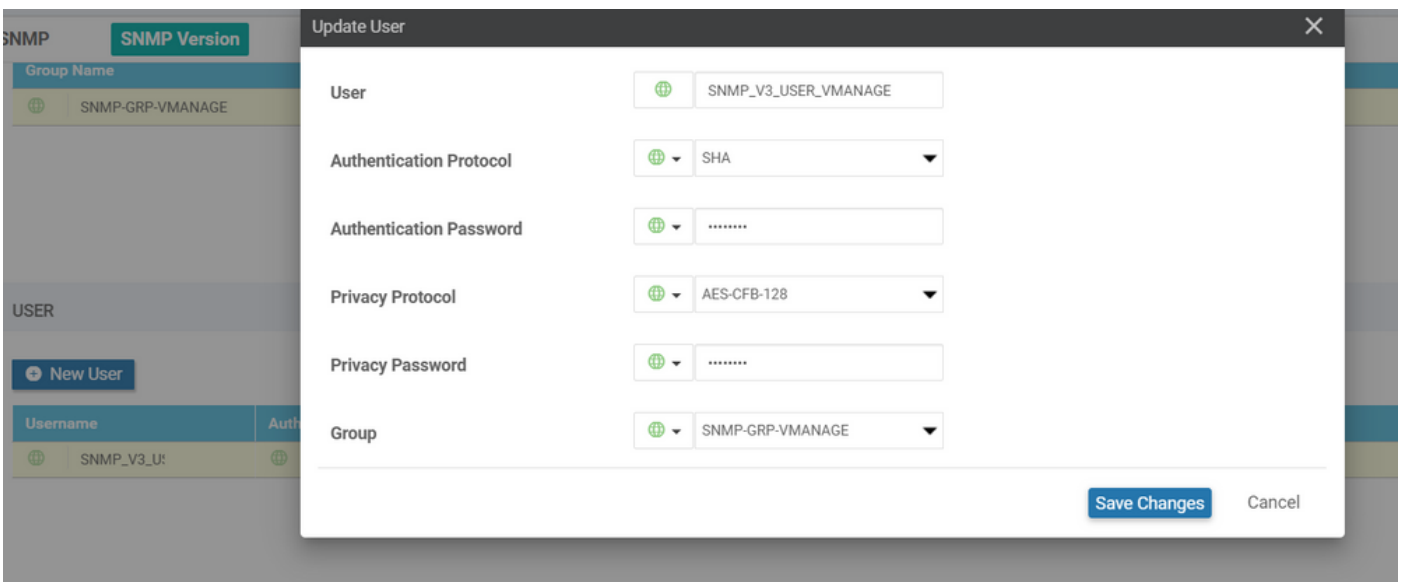 SNMP
SNMP Version
Group Name
SNMP-GRP-VMANAGE
USER
New User
Username Auth
SNMP_V3_U
Update User
User SNMP_V3_USER_VMANAGE
Authentication Protocol SHA
Authentication Password ••••••••
Privacy Protocol AES-CFB-128
Privacy Password ••••••••
Group SNMP-GRP-VMANAGE
Save Changes Cancel